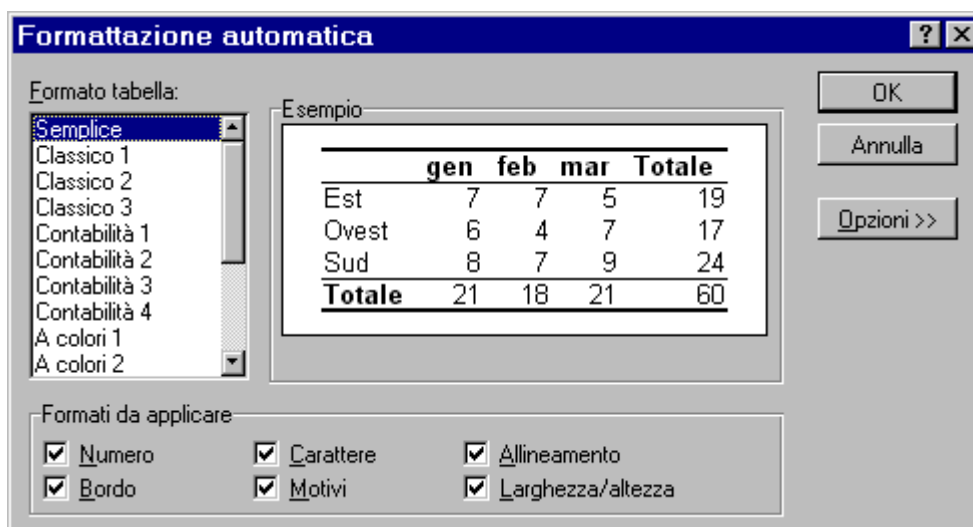 Formattazione automatica
Formato tabella:
Semplice
Classico 1
Classico 2
Classico 3
Contabilità 1
Contabilità 2
Contabilità 3
Contabilità 4
A colori 1
A colori 2
Esempio
gen feb mar Totale
Est 7 7 5 19
Ovest 6 4 7 17
Sud 8 7 9 24
Totale 21 18 21 60
OK
Annulla
Opzioni >>
Formati da applicare
Numero Carattere Allineamento
Bordo Motivi Larghezza/altezza